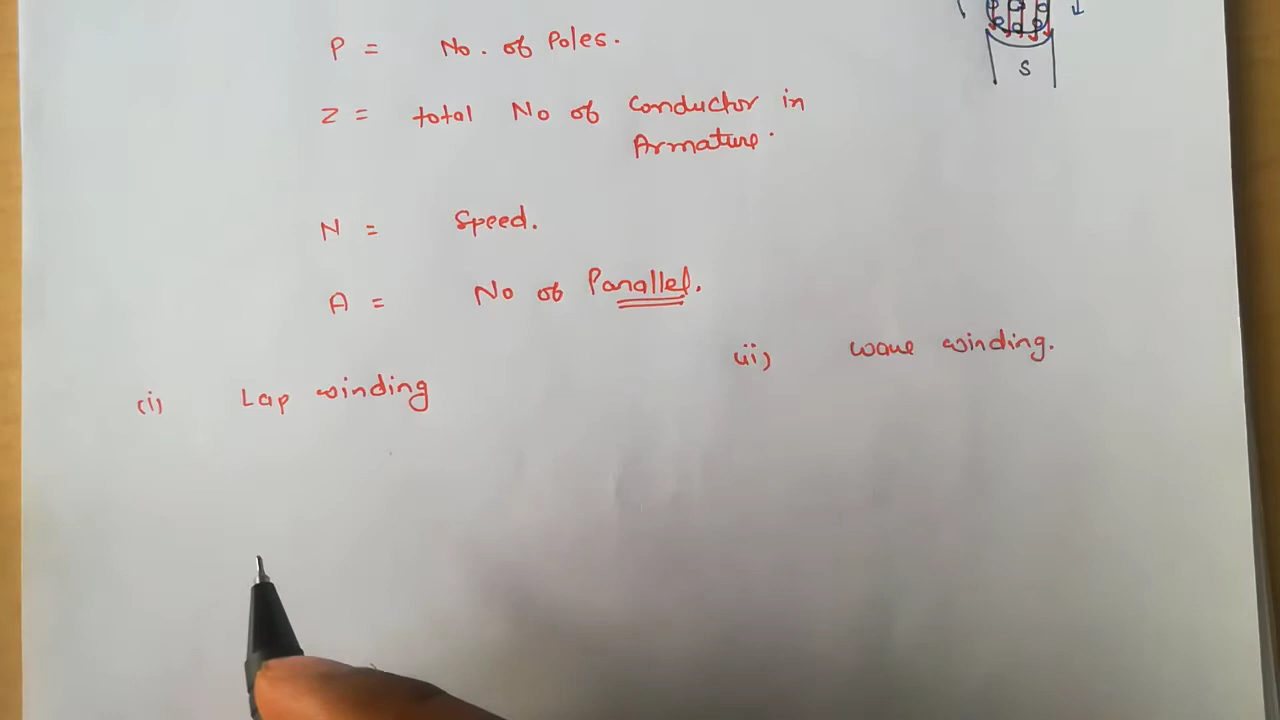 S
P = No. of Poles.
Z = total No of Conductor in
Armature.
N = Speed.
A = No of Parallel.
(i) Lap winding
(ii) wave winding.